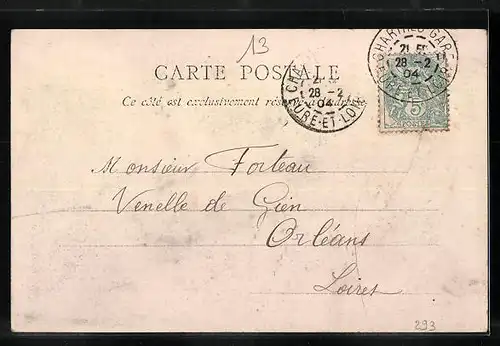 13
CARTE POSTALE
Ce côté est exclusivement réservé à l'adresse
CHARTRES GARE
28 - 2
04
EURE-ET-LOIR
28 - 2
04
EURE-ET-LOIR
5
Monsieur Forteau
Venelle de Gien
Orléans
Loiret
293